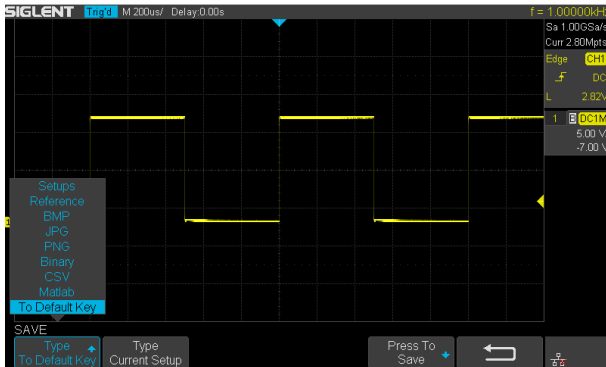 SIGLENT Trig'd M 200us/ Delay:0.00s f = 1.00000kHz
Sa 1.00GSa/s
Curr 2.80Mpts
Edge CH1
DC
L 2.82V
1 B DC1M
5.00 V
-7.00 V
1
Setups
Reference
BMP
JPG
PNG
Binary
CSV
Matlab
To Default Key
SAVE
Type
To Default Key
Type
Current Setup
Press To
Save